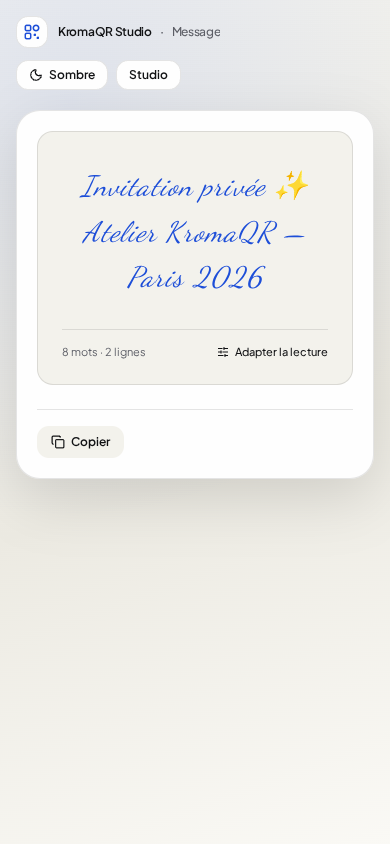 KromaQR Studio · Message
Sombre Studio
Invitation privée ✨
Atelier KromaQR —
Paris 2026
8 mots · 2 lignes Adapter la lecture
Copier